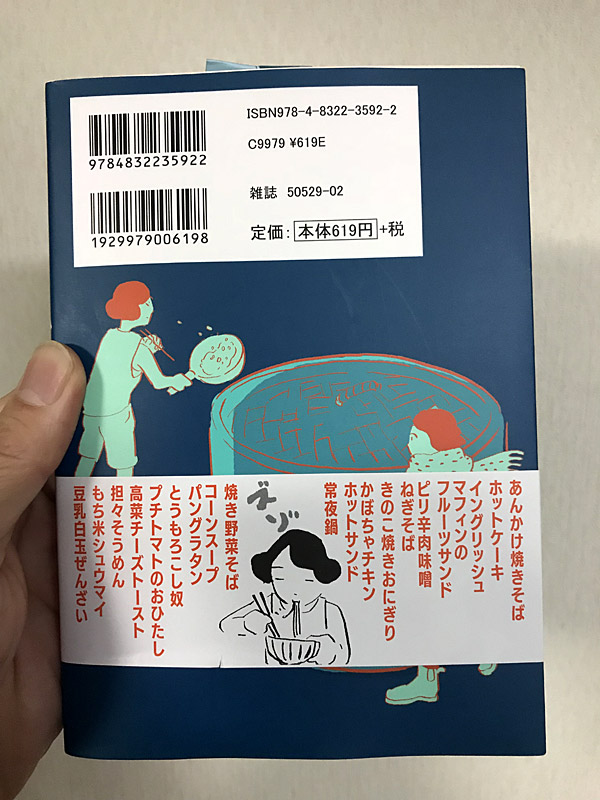 ISBN978-4-8322-3592-2
C9979 ¥619E
9784832235922
雑誌 50529-02
1929979006198
定価：本体619円+税
あんかけ焼きそば
ホットケーキ
イングリッシュ
マフィンの
フルーツサンド
ピリ辛肉味噌
ねぎそば
きのこ焼きおにぎり
かぼちゃチキン
ホットサンド
常夜鍋
ズゾ
焼き野菜そば
コーンスープ
パングラタン
とうもろこし奴
プチトマトのおひたし
高菜チーズトースト
担々そうめん
もち米シュウマイ
豆乳白玉ぜんざい